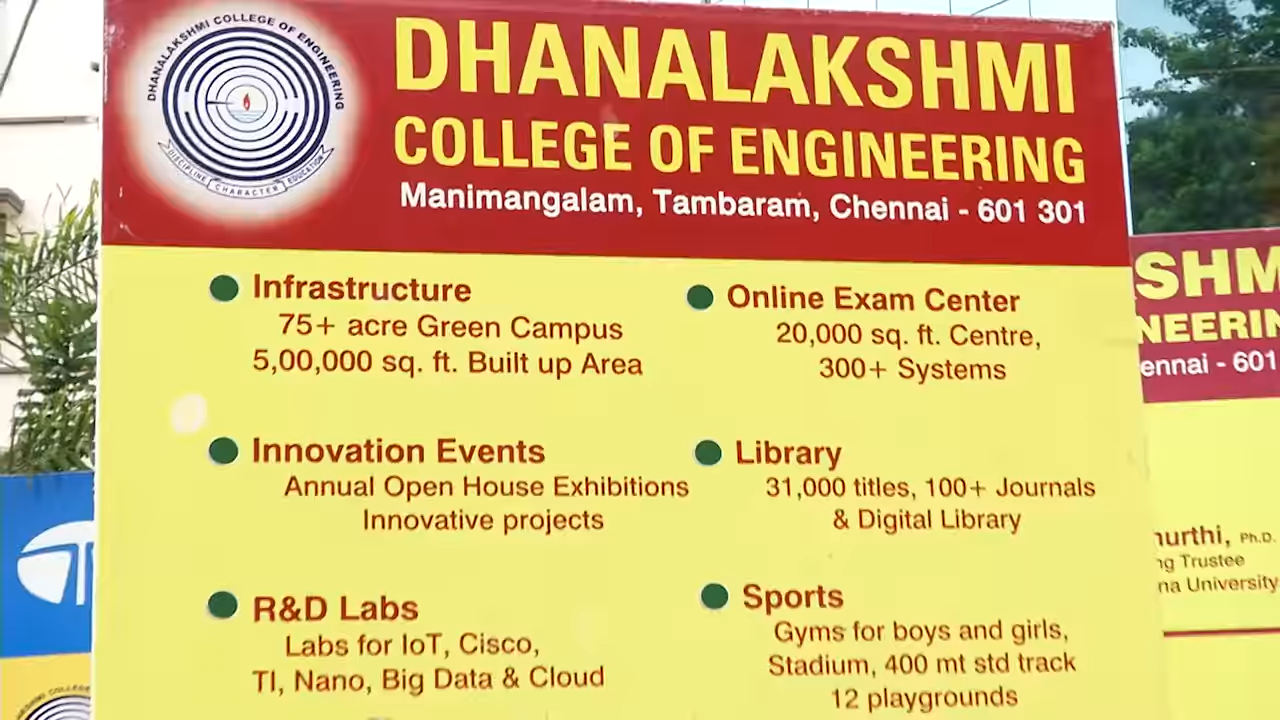 DHANALAKSHMI COLLEGE OF ENGINEERING
DISCIPLINE CHARACTER EDUCATION
DHANALAKSHMI
COLLEGE OF ENGINEERING
Manimangalam, Tambaram, Chennai - 601 301
Infrastructure
75+ acre Green Campus
5,00,000 sq. ft. Built up Area
Online Exam Center
20,000 sq. ft. Centre,
300+ Systems
Innovation Events
Annual Open House Exhibitions
Innovative projects
Library
31,000 titles, 100+ Journals
& Digital Library
R&D Labs
Labs for IoT, Cisco,
TI, Nano, Big Data & Cloud
Sports
Gyms for boys and girls,
Stadium, 400 mt std track
12 playgrounds
SHM
NEERIN
ennai - 601
hurthi, Ph.D.
ng Trustee
na University